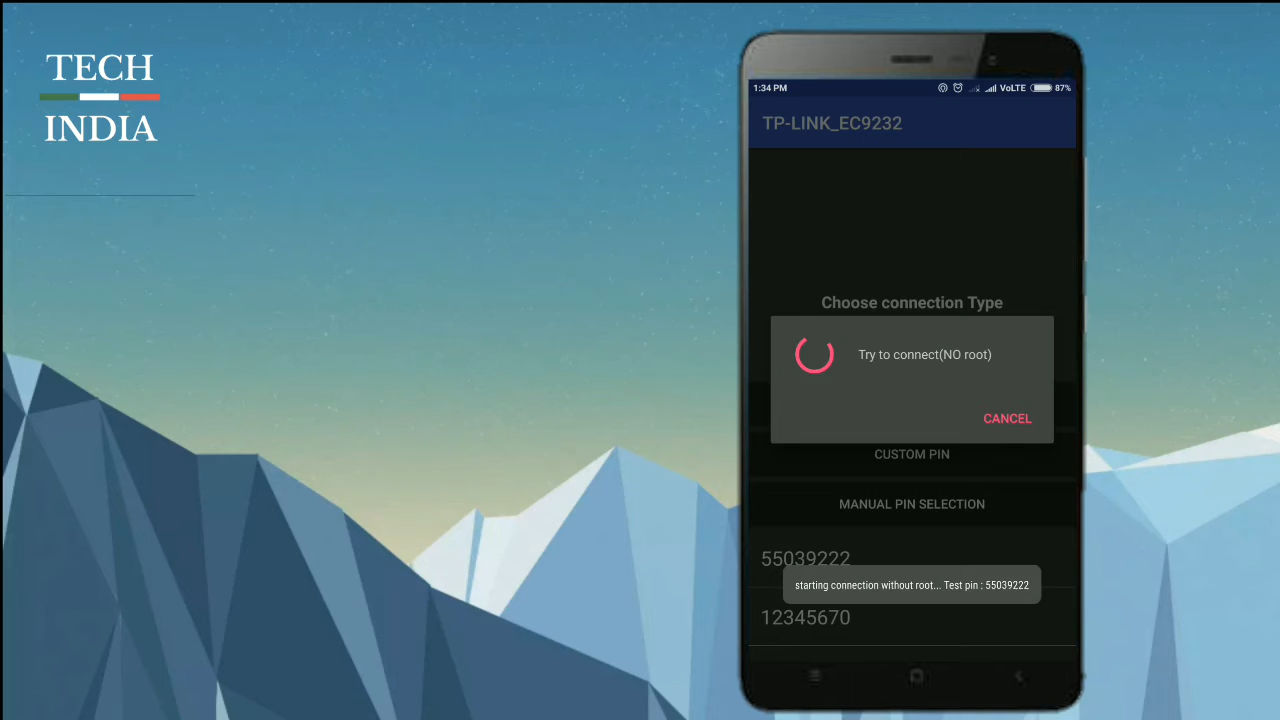 TECH
INDIA
1:34 PM
VoLTE
87%
TP-LINK_EC9232
Choose connection Type
Try to connect(NO root)
CANCEL
CUSTOM PIN
MANUAL PIN SELECTION
55039222
starting connection without root... Test pin : 55039222
12345670